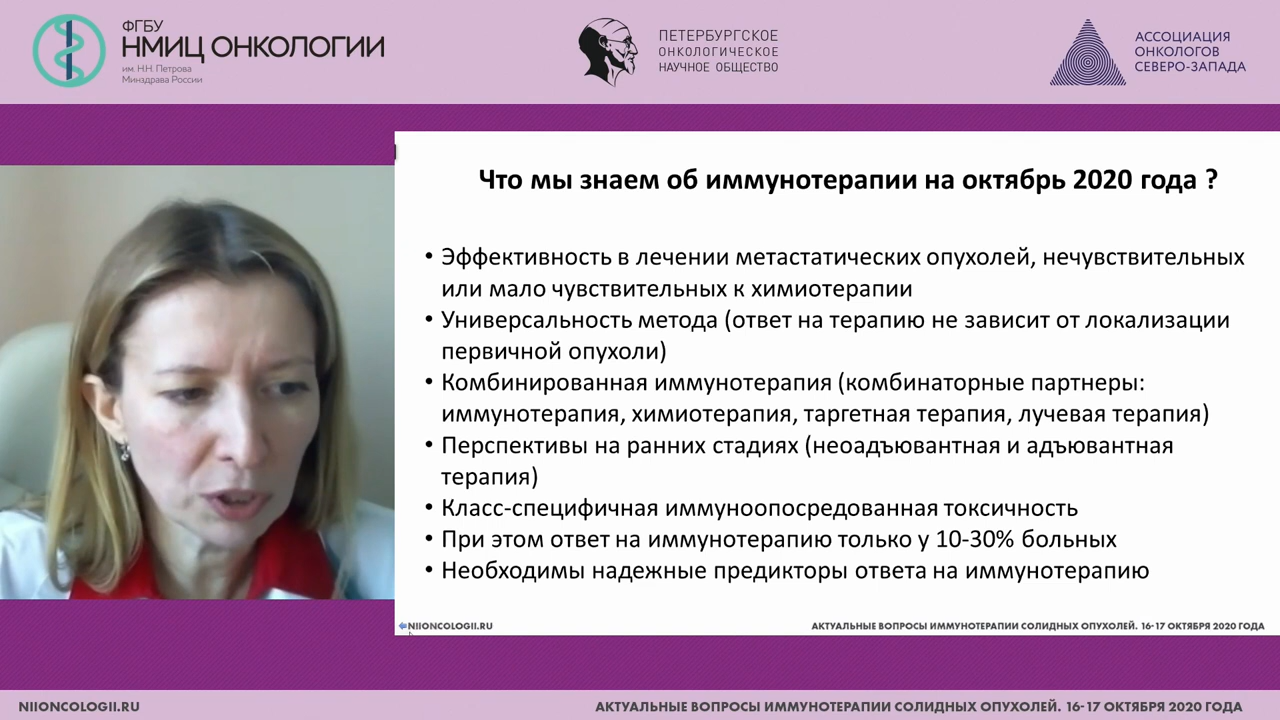 ФГБУ
НМИЦ ОНКОЛОГИИ
им. Н.Н. Петрова
Минздрава России
ПЕТЕРБУРГСКОЕ
ОНКОЛОГИЧЕСКОЕ
НАУЧНОЕ ОБЩЕСТВО
АССОЦИАЦИЯ
ОНКОЛОГОВ
СЕВЕРО-ЗАПАДА
Что мы знаем об иммунотерапии на октябрь 2020 года ?
• Эффективность в лечении метастатических опухолей, нечувствительных
или мало чувствительных к химиотерапии
• Универсальность метода (ответ на терапию не зависит от локализации
первичной опухоли)
• Комбинированная иммунотерапия (комбинаторные партнеры:
иммунотерапия, химиотерапия, таргетная терапия, лучевая терапия)
• Перспективы на ранних стадиях (неоадъювантная и адъювантная
терапия)
• Класс-специфичная иммуноопосредованная токсичность
• При этом ответ на иммунотерапию только у 10-30% больных
• Необходимы надежные предикторы ответа на иммунотерапию
NIIONCOLOGII.RU
АКТУАЛЬНЫЕ ВОПРОСЫ ИММУНОТЕРАПИИ СОЛИДНЫХ ОПУХОЛЕЙ. 16-17 ОКТЯБРЯ 2020 ГОДА
NIIONCOLOGII.RU
АКТУАЛЬНЫЕ ВОПРОСЫ ИММУНОТЕРАПИИ СОЛИДНЫХ ОПУХОЛЕЙ. 16-17 ОКТЯБРЯ 2020 ГОДА